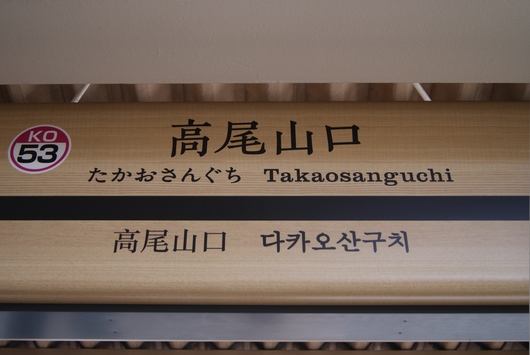 KO
53
高尾山口
たかおさんぐち Takaosanguchi
高尾山口 다카오산구치